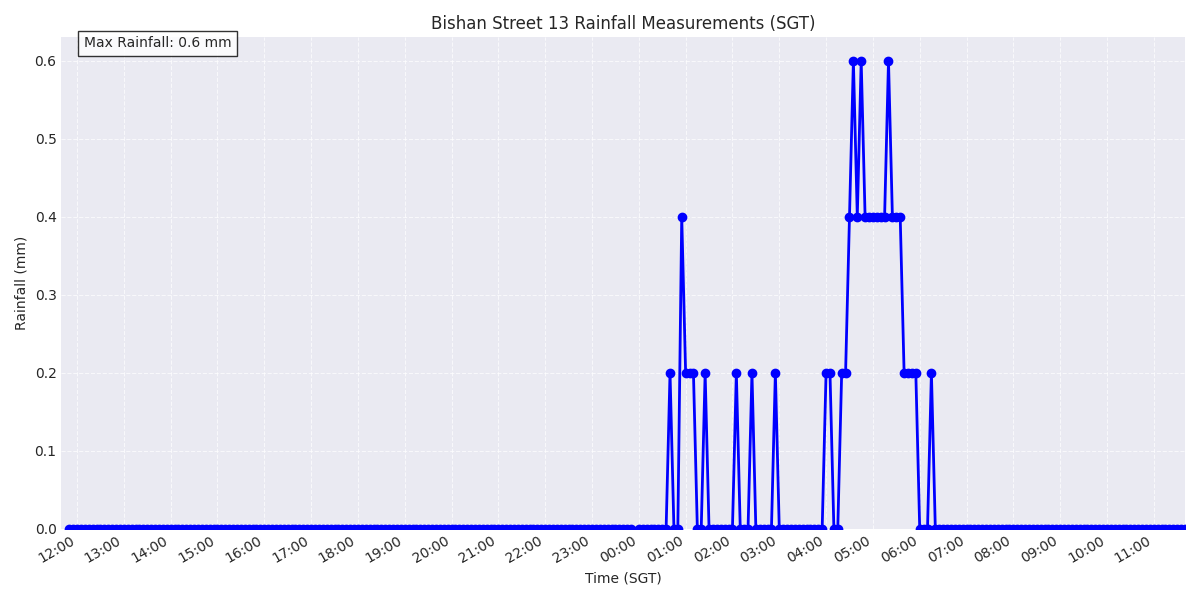 Bishan Street 13 Rainfall Measurements (SGT)
Max Rainfall: 0.6 mm
0.6
0.5
0.4
0.3
0.2
0.1
0.0
Rainfall (mm)
12:00 13:00 14:00 15:00 16:00 17:00 18:00 19:00 20:00 21:00 22:00 23:00 00:00 01:00 02:00 03:00 04:00 05:00 06:00 07:00 08:00 09:00 10:00 11:00
Time (SGT)